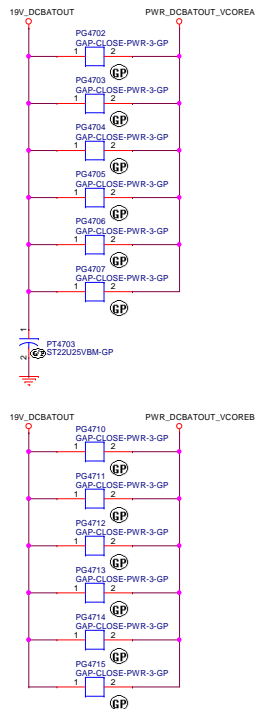 19V_DCBATOUT PWR_DCBATOUT_VCOREA
PG4702
GAP-CLOSE-PWR-3-GP
1 2
GP
PG4703
GAP-CLOSE-PWR-3-GP
1 2
GP
PG4704
GAP-CLOSE-PWR-3-GP
1 2
GP
PG4705
GAP-CLOSE-PWR-3-GP
1 2
GP
PG4706
GAP-CLOSE-PWR-3-GP
1 2
GP
PG4707
GAP-CLOSE-PWR-3-GP
1 2
GP
1
PT4703
ST22U25VBM-GP
2
19V_DCBATOUT PWR_DCBATOUT_VCOREB
PG4710
GAP-CLOSE-PWR-3-GP
1 2
GP
PG4711
GAP-CLOSE-PWR-3-GP
1 2
GP
PG4712
GAP-CLOSE-PWR-3-GP
1 2
GP
PG4713
GAP-CLOSE-PWR-3-GP
1 2
GP
PG4714
GAP-CLOSE-PWR-3-GP
1 2
GP
PG4715
GAP-CLOSE-PWR-3-GP
1 2
GP